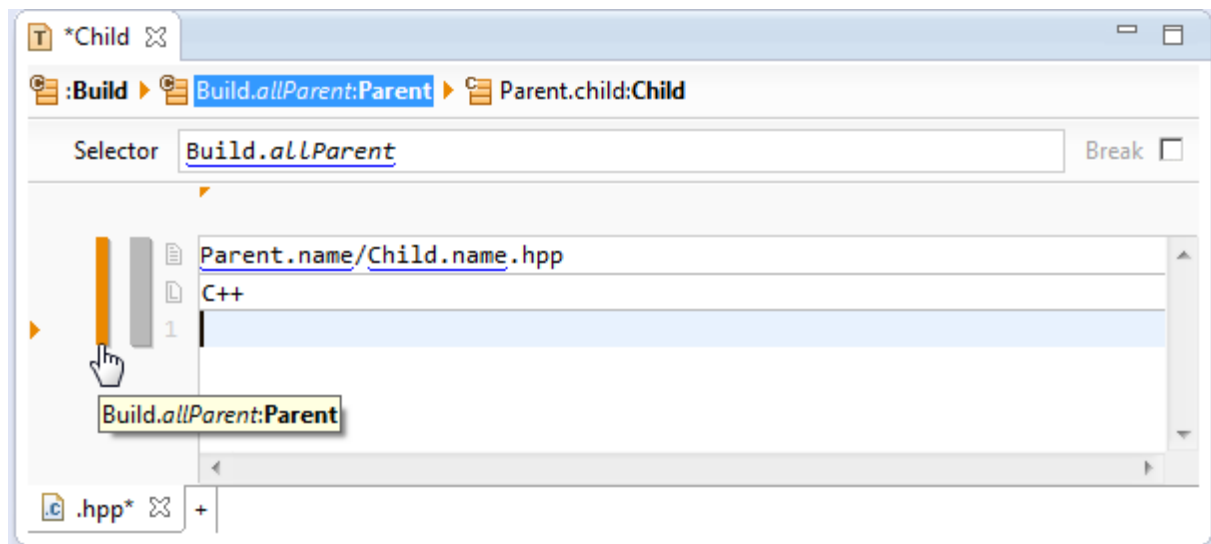 *Child
:Build Build.allParent:Parent Parent.child:Child
Selector Build.allParent Break
Parent.name/Child.name.hpp
C++
1
Build.allParent:Parent
.hpp* +